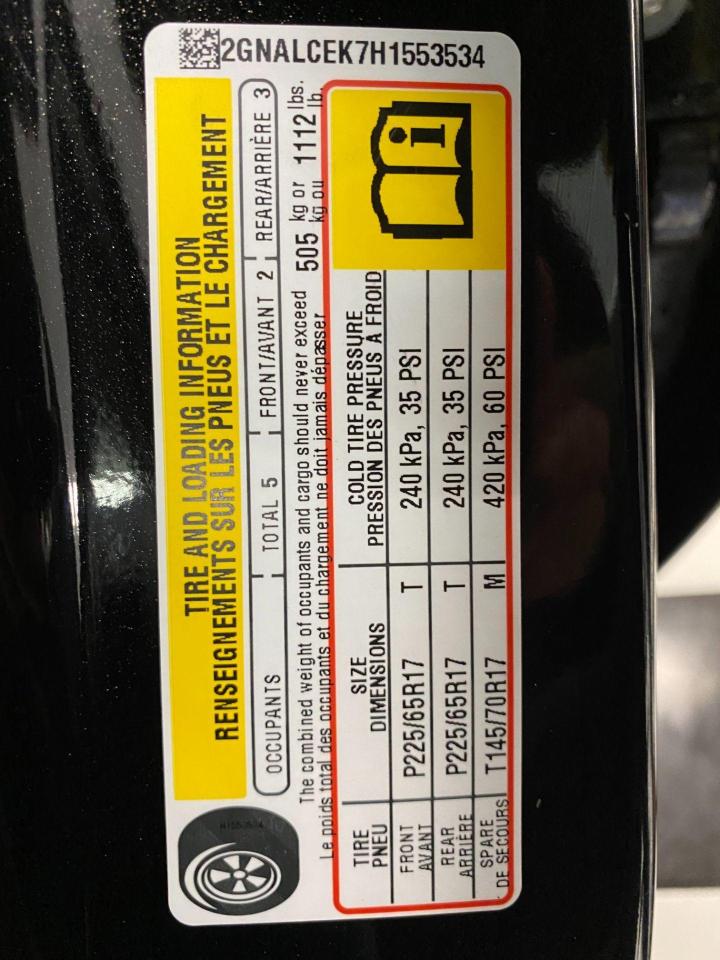 2GNALCEK7H1553534
TIRE AND LOADING INFORMATION
RENSEIGNEMENTS SUR LES PNEUS ET LE CHARGEMENT
OCCUPANTS TOTAL 5 FRONT/AVANT 2 REAR/ARRIÈRE 3
The combined weight of occupants and cargo should never exceed 505 kg or 1112 lbs.
Le poids total des occupants et du chargement ne doit jamais dépasser kg ou lb.
TIRE SIZE COLD TIRE PRESSURE
PNEU DIMENSIONS PRESSION DES PNEUS À FROID
FRONT P225/65R17 T 240 kPa, 35 PSI
AVANT
REAR P225/65R17 T 240 kPa, 35 PSI
ARRIÈRE
SPARE T145/70R17 M 420 kPa, 60 PSI
DE SECOURS